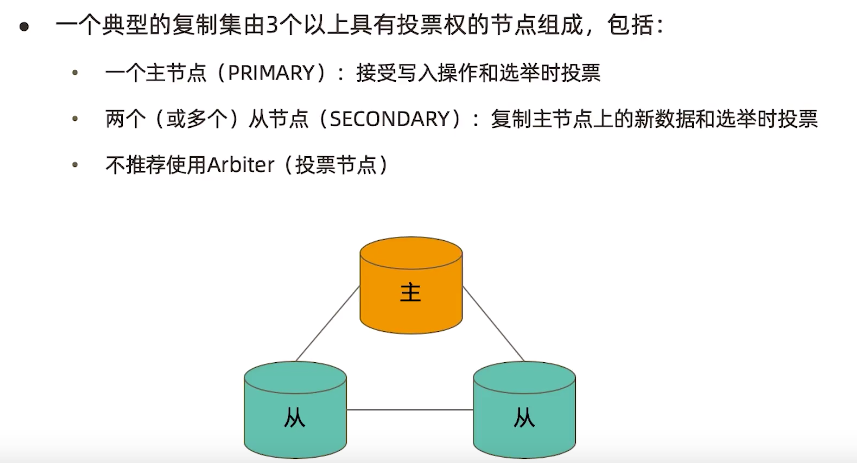 ● 一个典型的复制集由3个以上具有投票权的节点组成，包括：
• 一个主节点（PRIMARY）：接受写入操作和选举时投票
• 两个（或多个）从节点（SECONDARY）：复制主节点上的新数据和选举时投票
• 不推荐使用Arbiter（投票节点）
主
从
从